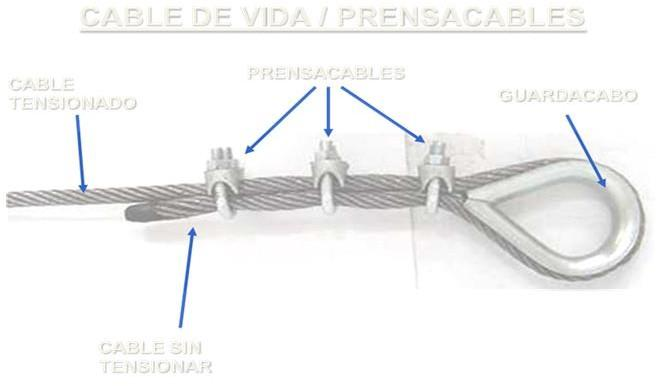 CABLE DE VIDA / PRENSACABLES
PRENSACABLES
CABLE
TENSIONADO
GUARDACABO
CABLE SIN
TENSIONAR